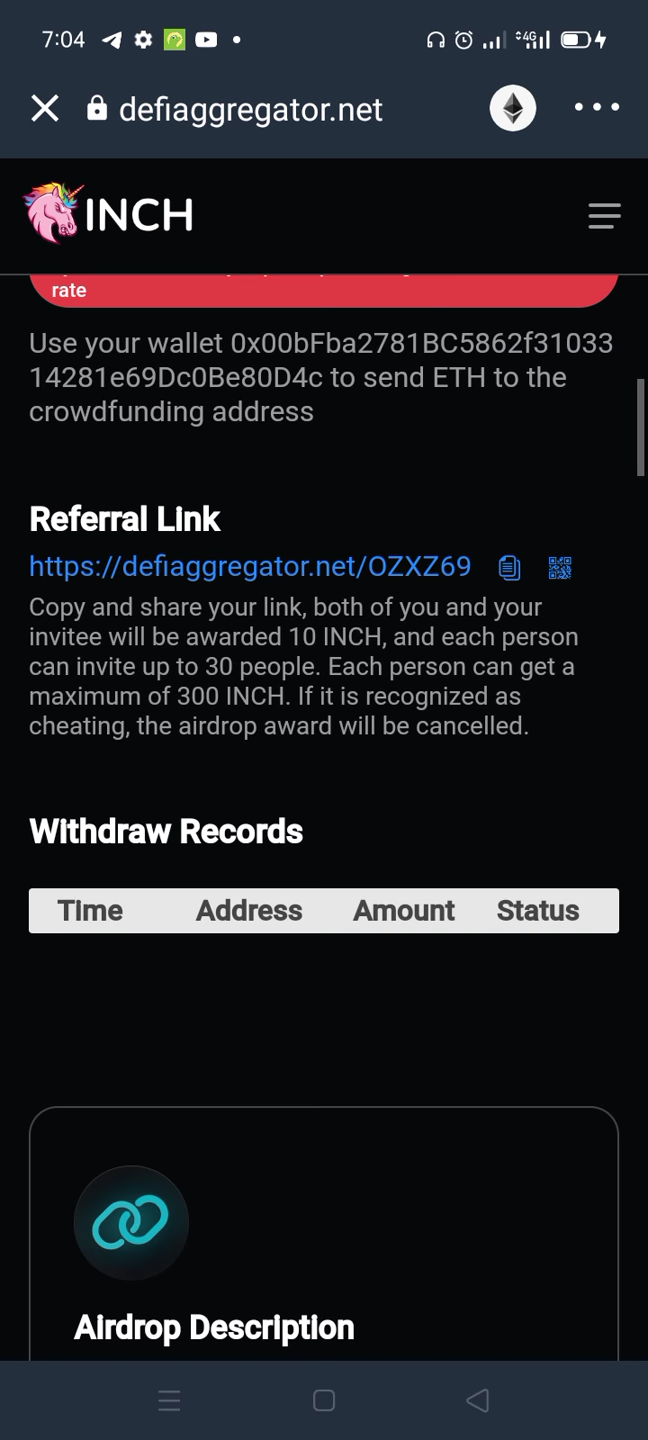 7:04
4G
defiaggregator.net
INCH
rate
Use your wallet 0x00bFba2781BC5862f31033
14281e69Dc0Be80D4c to send ETH to the
crowdfunding address
Referral Link
https://defiaggregator.net/OZXZ69
Copy and share your link, both of you and your
invitee will be awarded 10 INCH, and each person
can invite up to 30 people. Each person can get a
maximum of 300 INCH. If it is recognized as
cheating, the airdrop award will be cancelled.
Withdraw Records
Time Address Amount Status
Airdrop Description